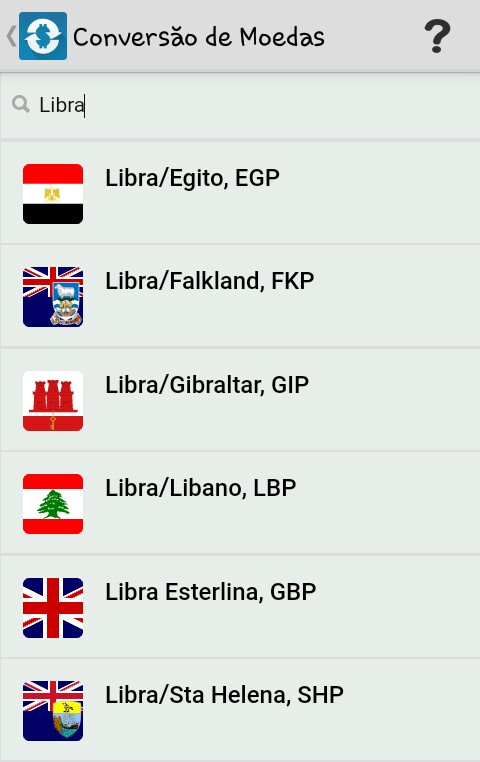 Conversão de Moedas
Libra
Libra/Egito, EGP
Libra/Falkland, FKP
Libra/Gibraltar, GIP
Libra/Libano, LBP
Libra Esterlina, GBP
Libra/Sta Helena, SHP